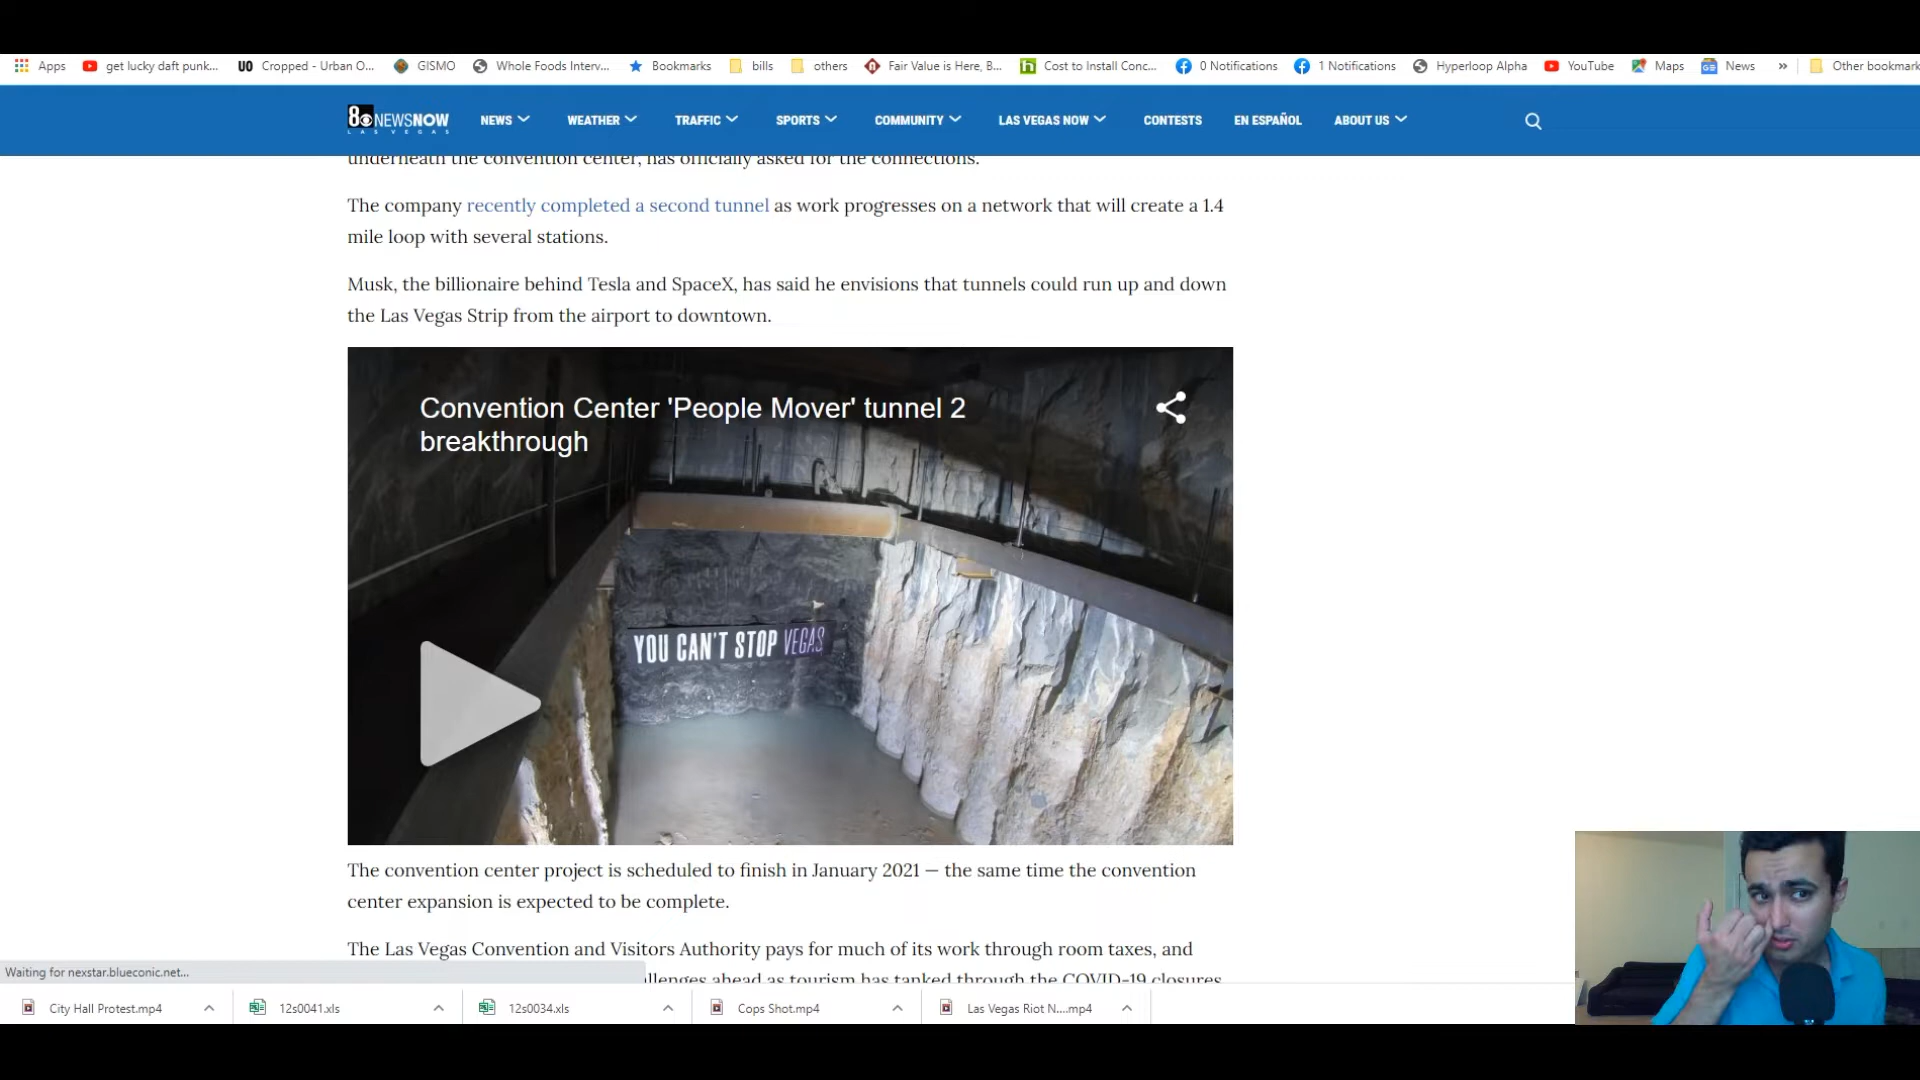 Apps get lucky daft punk... UO Cropped - Urban O... GISMO Whole Foods Interv... Bookmarks bills others Fair Value is Here, B... Cost to Install Conc... 0 Notifications 1 Notifications Hyperloop Alpha YouTube Maps News » Other bookmark
8 NEWSNOW NEWS WEATHER TRAFFIC SPORTS COMMUNITY LAS VEGAS NOW CONTESTS EN ESPAÑOL ABOUT US
LAS VEGAS
underneath the convention center, has officially asked for the connections.
The company recently completed a second tunnel as work progresses on a network that will create a 1.4
mile loop with several stations.
Musk, the billionaire behind Tesla and SpaceX, has said he envisions that tunnels could run up and down
the Las Vegas Strip from the airport to downtown.
Convention Center 'People Mover' tunnel 2
breakthrough
YOU CAN'T STOP VEGAS
The convention center project is scheduled to finish in January 2021 — the same time the convention
center expansion is expected to be complete.
The Las Vegas Convention and Visitors Authority pays for much of its work through room taxes, and
allenges ahead as tourism has tanked through the COVID-19 closures
Waiting for nexstar.blueconic.net...
City Hall Protest.mp4 12s0041.xls 12s0034.xls Cops Shot.mp4 Las Vegas Riot N....mp4